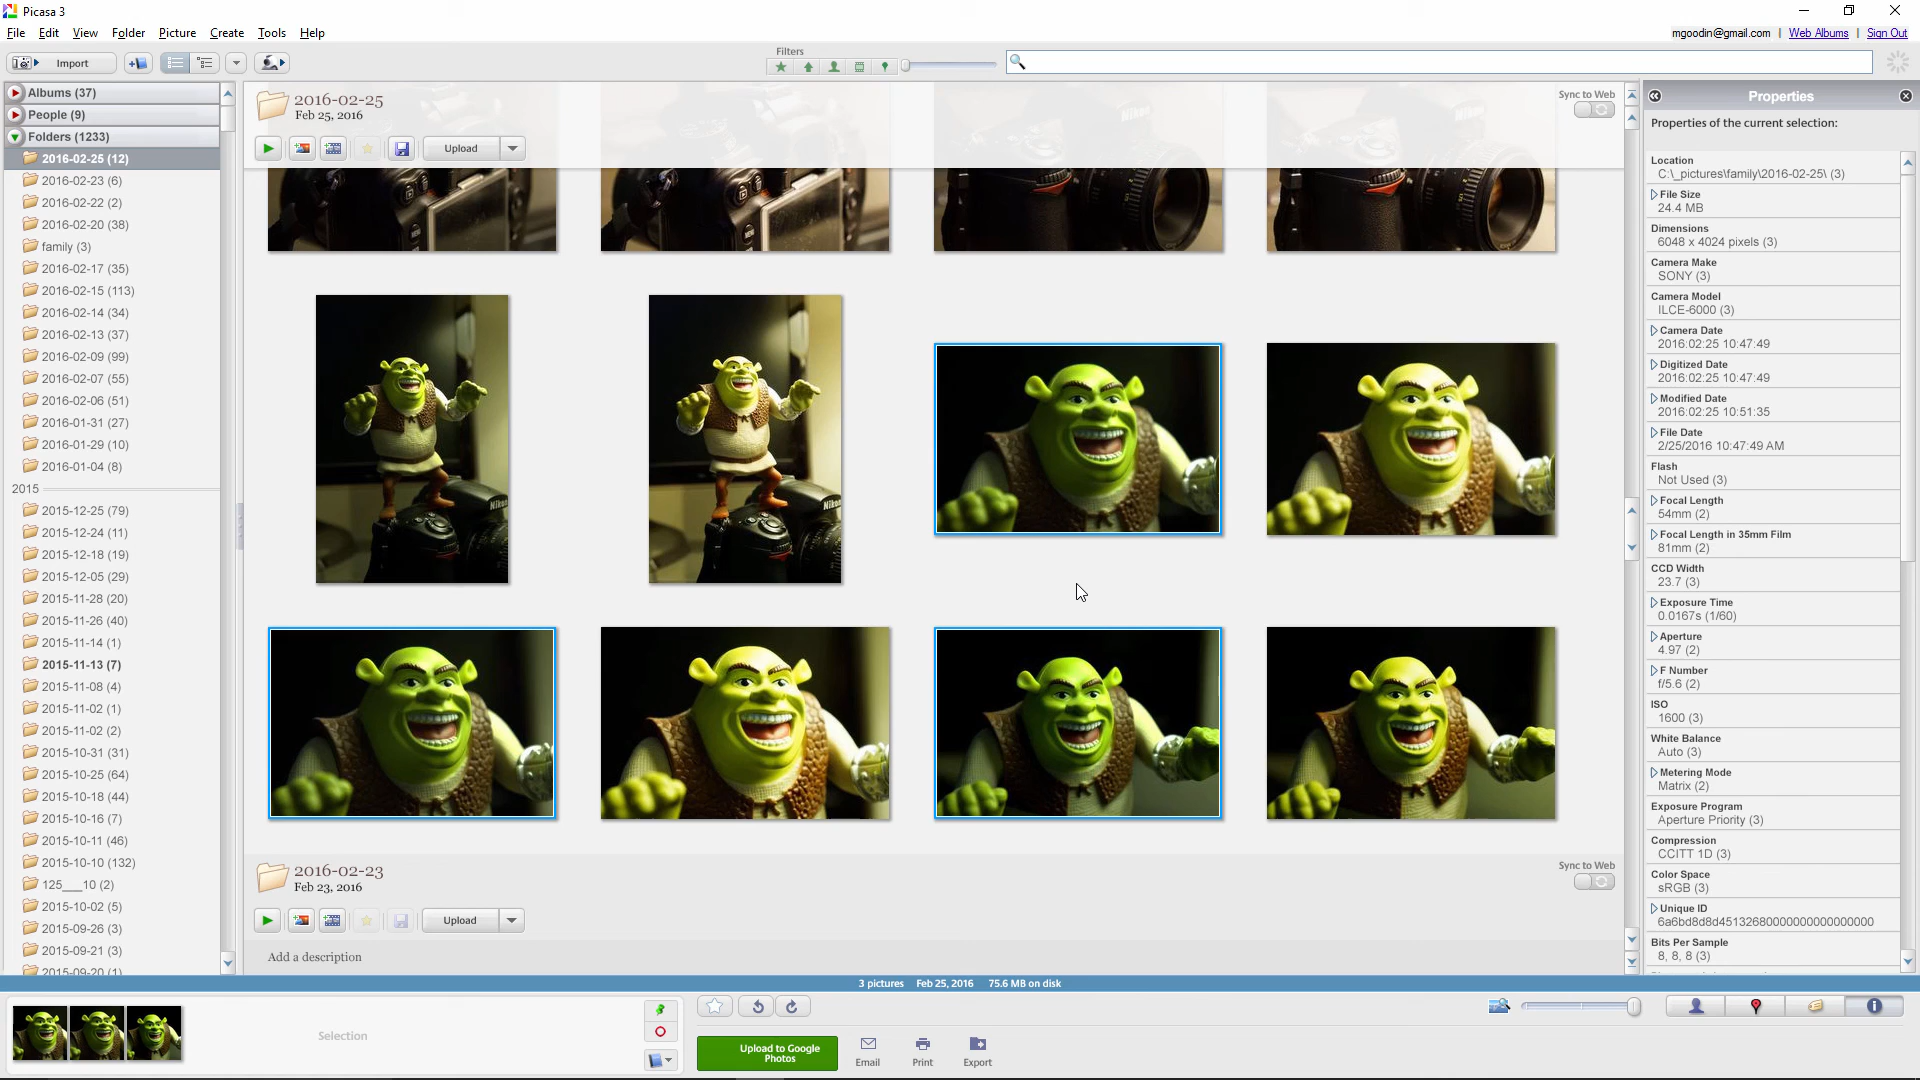 Picasa 3
File Edit View Folder Picture Create Tools Help
mgoodin@gmail.com | Web Albums | Sign Out
Import
Filters
Albums (37)
People (9)
Folders (1233)
2016-02-25 (12)
2016-02-23 (6)
2016-02-22 (2)
2016-02-20 (38)
family (3)
2016-02-17 (35)
2016-02-15 (113)
2016-02-14 (34)
2016-02-13 (37)
2016-02-09 (99)
2016-02-07 (55)
2016-02-06 (51)
2016-01-31 (27)
2016-01-29 (10)
2016-01-04 (8)
2015
2015-12-25 (79)
2015-12-24 (11)
2015-12-18 (19)
2015-12-05 (29)
2015-11-28 (20)
2015-11-26 (40)
2015-11-14 (1)
2015-11-13 (7)
2015-11-08 (4)
2015-11-02 (1)
2015-11-02 (2)
2015-10-31 (31)
2015-10-25 (64)
2015-10-18 (44)
2015-10-16 (7)
2015-10-11 (46)
2015-10-10 (132)
125___10 (2)
2015-10-02 (5)
2015-09-26 (3)
2015-09-21 (3)
2015-09-20 (1)
2016-02-25
Feb 25, 2016
Sync to Web
Upload
Nikon
Nikon
2016-02-23
Feb 23, 2016
Sync to Web
Upload
Add a description
Properties
Properties of the current selection:
Location
C:\_pictures\family\2016-02-25\ (3)
File Size
24.4 MB
Dimensions
6048 x 4024 pixels (3)
Camera Make
SONY (3)
Camera Model
ILCE-6000 (3)
Camera Date
2016:02:25 10:47:49
Digitized Date
2016:02:25 10:47:49
Modified Date
2016:02:25 10:51:35
File Date
2/25/2016 10:47:49 AM
Flash
Not Used (3)
Focal Length
54mm (2)
Focal Length in 35mm Film
81mm (2)
CCD Width
23.7 (3)
Exposure Time
0.0167s (1/60)
Aperture
4.97 (2)
F Number
f/5.6 (2)
ISO
1600 (3)
White Balance
Auto (3)
Metering Mode
Matrix (2)
Exposure Program
Aperture Priority (3)
Compression
CCITT 1D (3)
Color Space
sRGB (3)
Unique ID
Bits Per Sample
8, 8, 8 (3)
3 pictures Feb 25, 2016 75.6 MB on disk
Selection
Upload to Google
Photos
Email Print Export